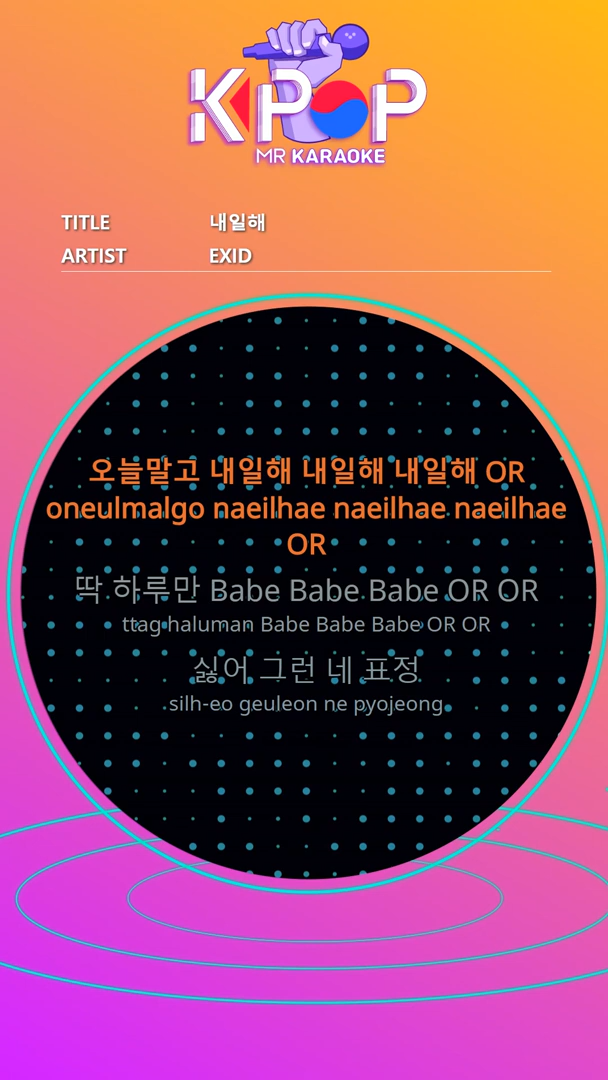 KPOP
MR KARAOKE
TITLE 내일해
ARTIST EXID
오늘말고 내일해 내일해 내일해 OR
oneulmalgo naeilhae naeilhae naeilhae
OR
딱 하루만 Babe Babe Babe OR OR
ttag haluman Babe Babe Babe OR OR
싫어 그런 네 표정
silh-eo geuleon ne pyojeong